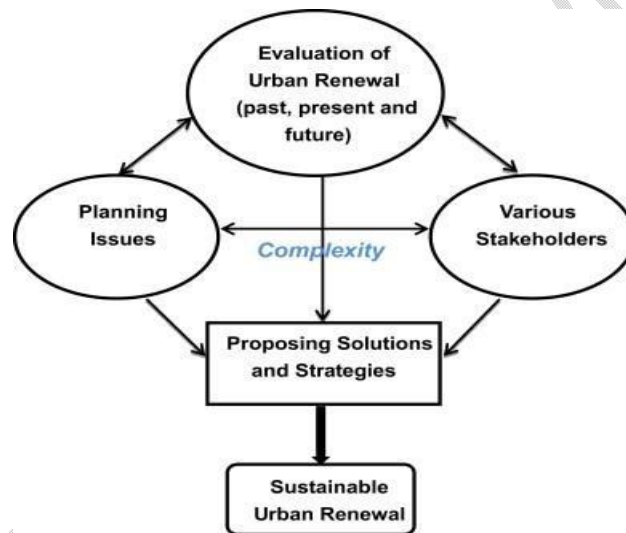 Evaluation of
Urban Renewal
(past, present and
future)
Planning
Issues
Various
Stakeholders
Complexity
Proposing Solutions
and Strategies
Sustainable
Urban Renewal